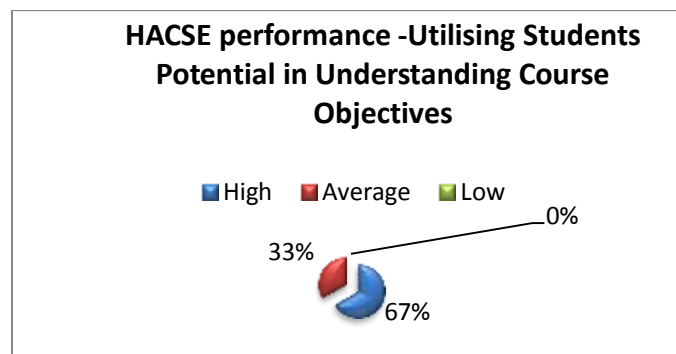 HACSE performance -Utilising Students
Potential in Understanding Course
Objectives
High Average Low
0%
33%
67%